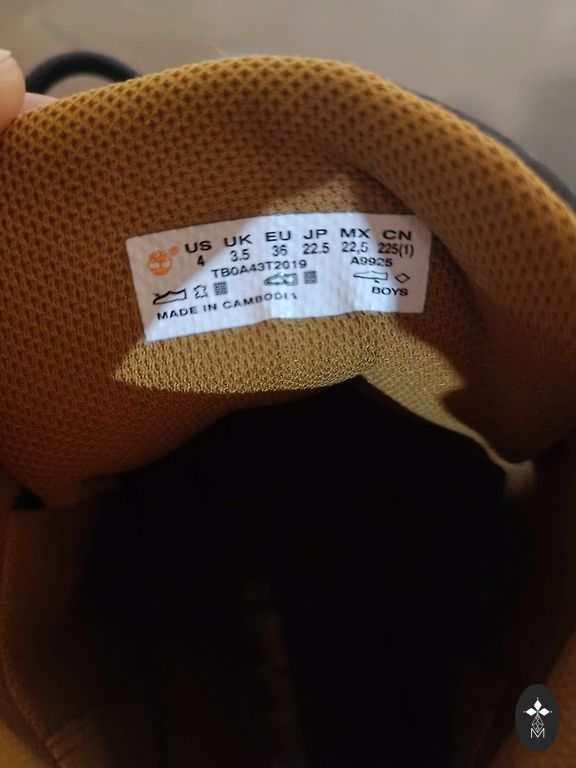 US UK EU JP MX CN
4 3.5 36 22.5 22,5 225(1)
TB0A43T2019 A9925
BOYS
MADE IN CAMBODIA
M